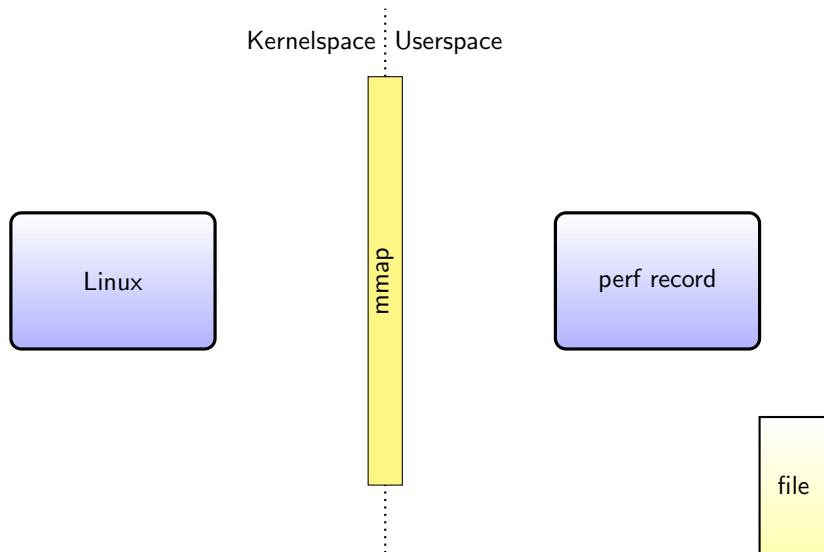 Kernelspace Userspace
Linux
mmap
perf record
file